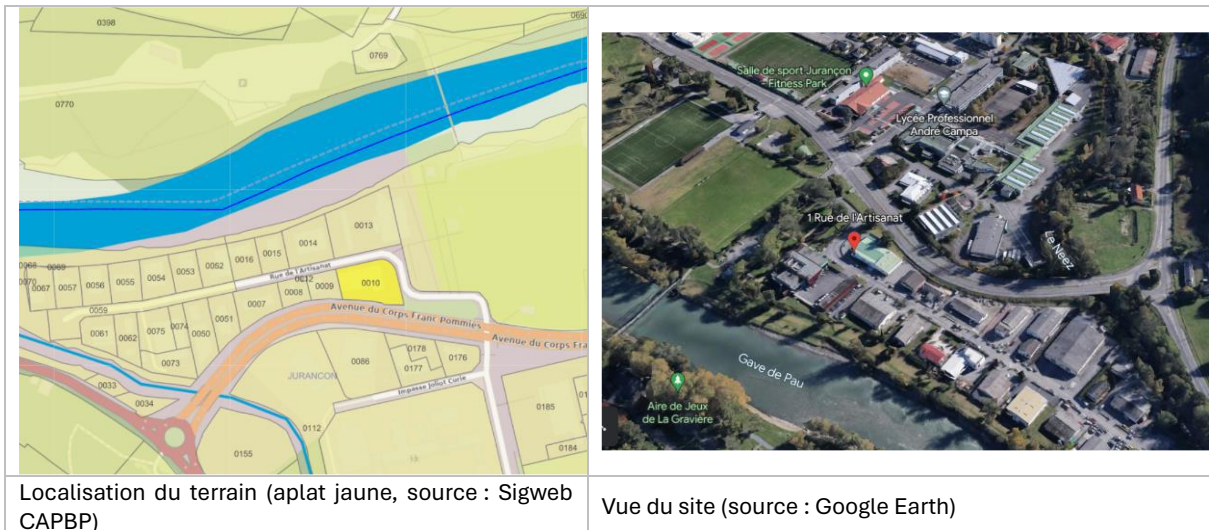 0398
0690
0769
0770
0013
0014
0015
0016
0052
0053
0054
0055
0056
0057
0067
0068
0069
0070
Rue de l'Artisanat
0012
0010
0009
0008
0007
0059
0051
0050
0074
0075
0062
0061
0073
Avenue du Corps Franc Pommies
Avenue du Corps Fra
0086
0178
0177
0176
JURANCON
Impasse Joliot Curie
0033
0034
0112
0155
0185
0184
Salle de sport Jurançon
Fitness Park
Lycée Professionnel
André Campa
1 Rue de l'Artisanat
Le Neez
Gave de Pau
Aire de Jeux
de La Gravière
Localisation du terrain (aplat jaune, source : Sigweb
CAPBP)
Vue du site (source : Google Earth)